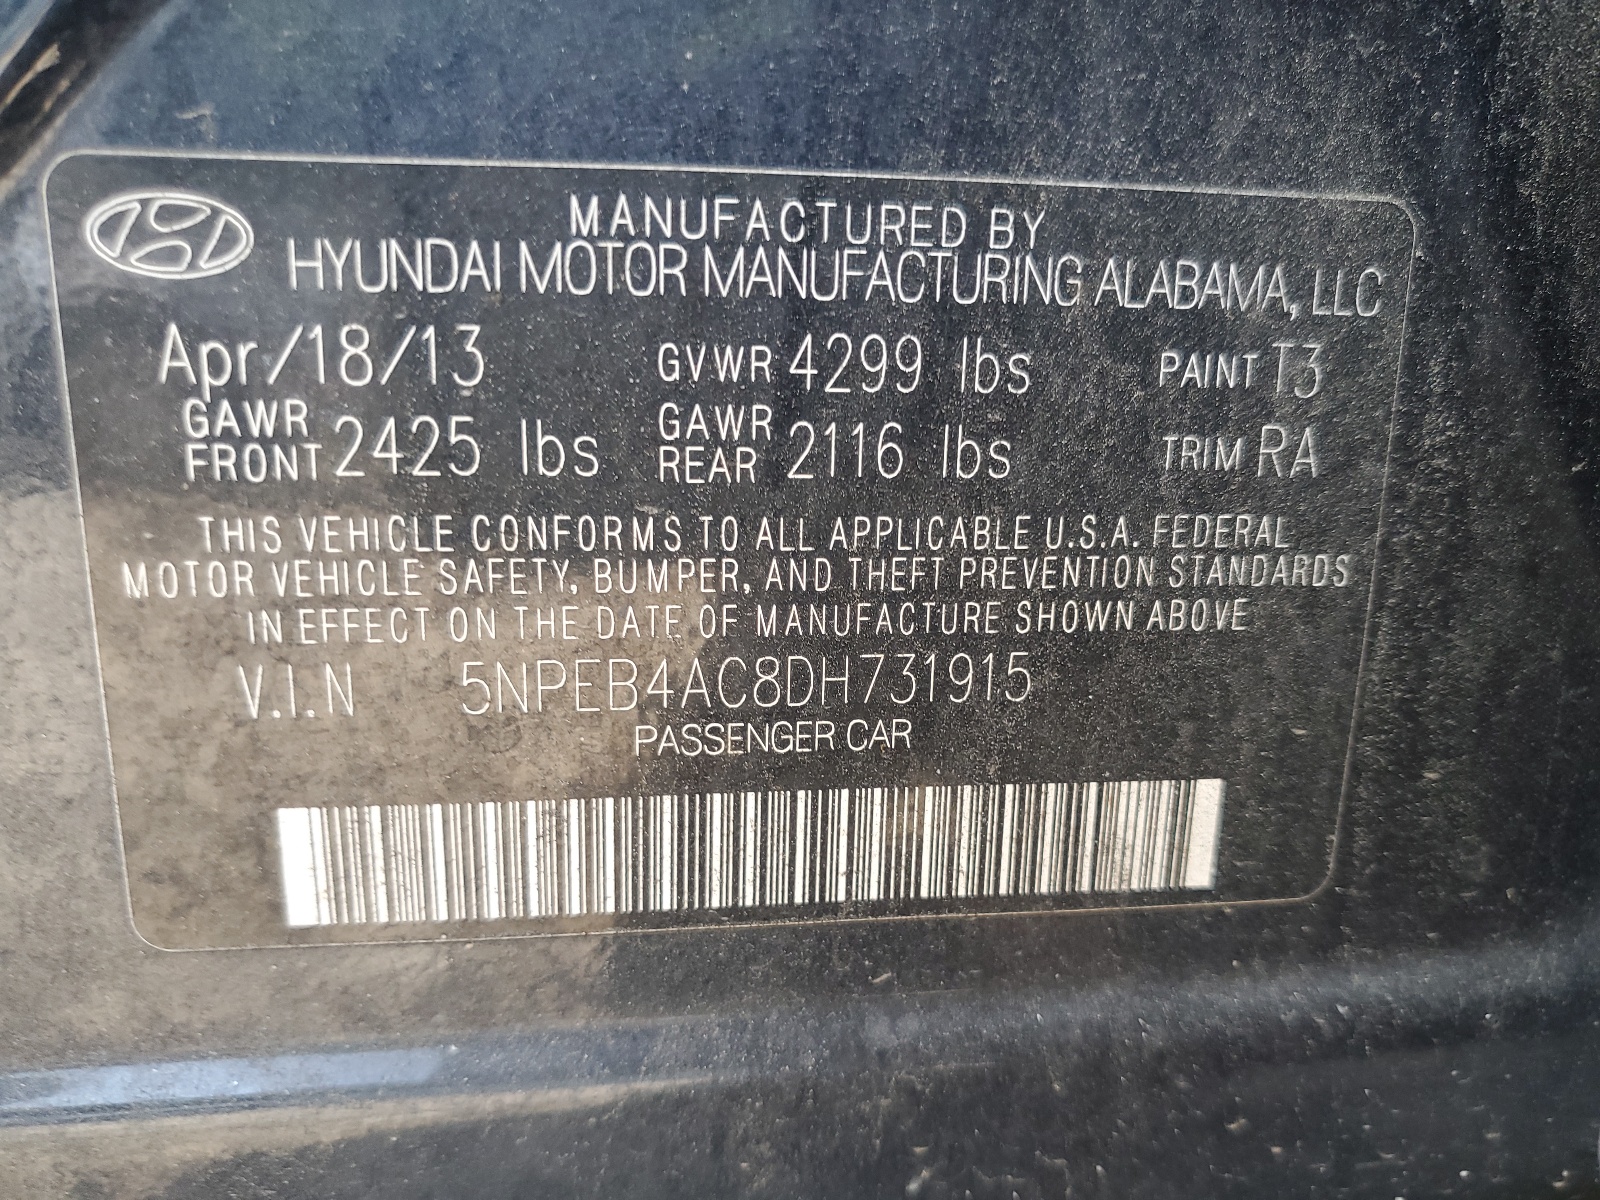 MANUFACTURED BY
HYUNDAI MOTOR MANUFACTURING ALABAMA, LLC
Apr/18/13 GVWR 4299 lbs PAINT T3
GAWR FRONT 2425 lbs GAWR REAR 2116 lbs TRIM RA
THIS VEHICLE CONFORMS TO ALL APPLICABLE U.S.A. FEDERAL
MOTOR VEHICLE SAFETY, BUMPER, AND THEFT PREVENTION STANDARDS
IN EFFECT ON THE DATE OF MANUFACTURE SHOWN ABOVE
V.I.N 5NPEB4AC8DH731915
PASSENGER CAR